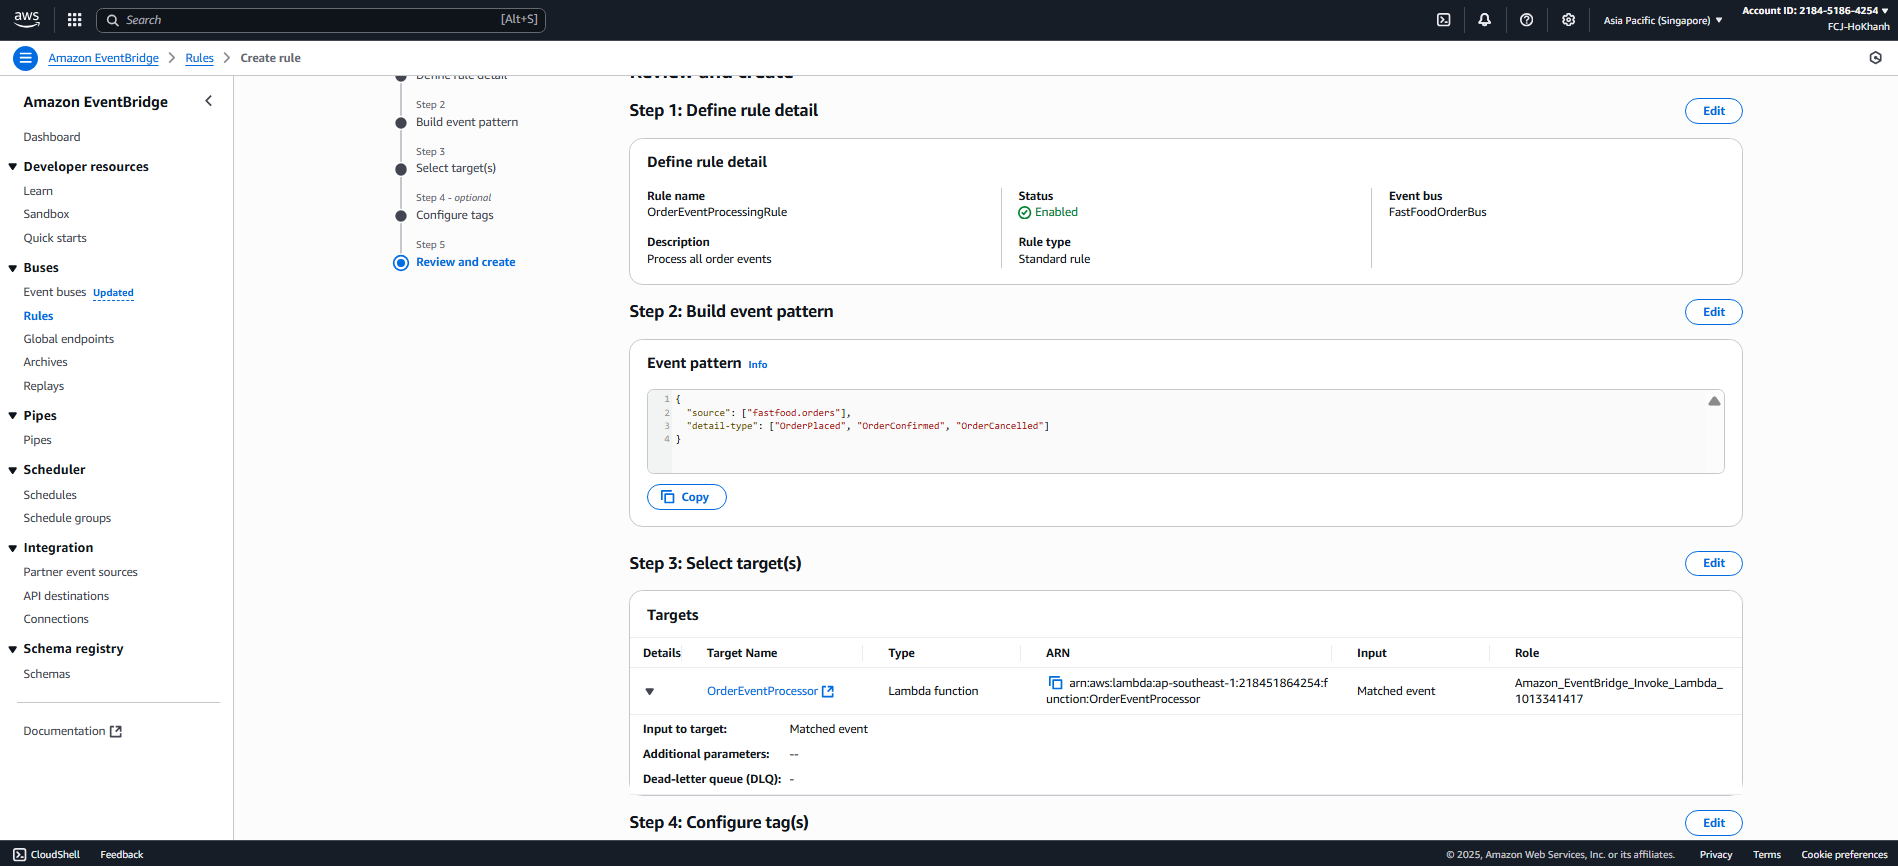 aws
Search
[Alt+S]
Asia Pacific (Singapore)
Account ID: 2184-5186-4254
FCJ-HoKhanh
Amazon EventBridge
Rules
Create rule
Amazon EventBridge
Dashboard
Developer resources
Learn
Sandbox
Quick starts
Buses
Event buses Updated
Rules
Global endpoints
Archives
Replays
Pipes
Pipes
Scheduler
Schedules
Schedule groups
Integration
Partner event sources
API destinations
Connections
Schema registry
Schemas
Documentation
Define rule detail
Step 2
Build event pattern
Step 3
Select target(s)
Step 4 - optional
Configure tags
Step 5
Review and create
Review and create
Step 1: Define rule detail
Edit
Define rule detail
Rule name
OrderEventProcessingRule
Description
Process all order events
Status
Enabled
Rule type
Standard rule
Event bus
FastFoodOrderBus
Step 2: Build event pattern
Edit
Event pattern Info
1 {
2 "source": ["fastfood.orders"],
3 "detail-type": ["OrderPlaced", "OrderConfirmed", "OrderCancelled"]
4 }
Copy
Step 3: Select target(s)
Edit
Targets
Details Target Name Type ARN Input Role
OrderEventProcessor
Lambda function
arn:aws:lambda:ap-southeast-1:218451864254:f
unction:OrderEventProcessor
Matched event
Amazon_EventBridge_Invoke_Lambda_
1013341417
Input to target: Matched event
Additional parameters: --
Dead-letter queue (DLQ): -
Step 4: Configure tag(s)
Edit
CloudShell
Feedback
© 2025, Amazon Web Services, Inc. or its affiliates.
Privacy
Terms
Cookie preferences